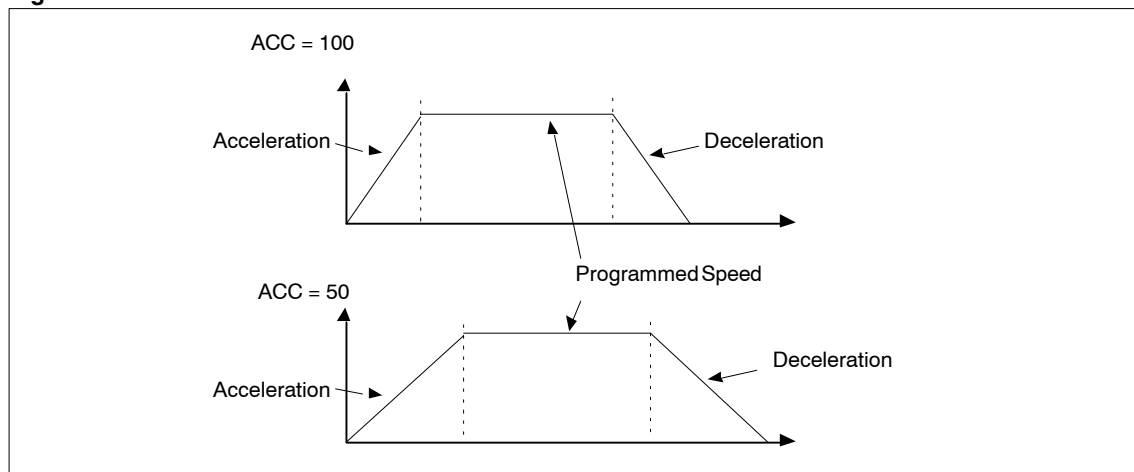 ACC = 100
Acceleration
Deceleration
Programmed Speed
ACC = 50
Deceleration
Acceleration